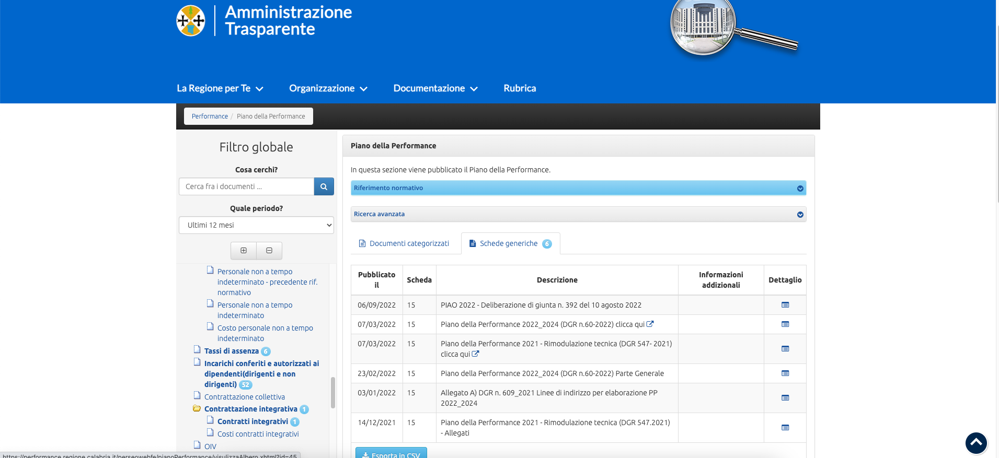 Amministrazione
Trasparente
La Regione per Te
Organizzazione
Documentazione
Rubrica
Performance / Piano della Performance
Filtro globale
Cosa cerchi?
Cerca fra i documenti ...
Quale periodo?
Ultimi 12 mesi
Personale non a tempo
indeterminato - precedente rif.
normativo
Personale non a tempo
indeterminato
Costo personale non a tempo
indeterminato
Tassi di assenza 6
Incarichi conferiti e autorizzati ai
dipendenti(dirigenti e non
dirigenti) 52
Contrattazione collettiva
Contrattazione integrativa 1
Contratti integrativi 1
Costi contratti integrativi
OIV
Piano della Performance
In questa sezione viene pubblicato il Piano della Performance.
Riferimento normativo
Ricerca avanzata
Documenti categorizzati
Schede generiche 6
Pubblicato
il
Scheda
Descrizione
Informazioni
addizionali
Dettaglio
06/09/2022 15 PIAO 2022 - Deliberazione di giunta n. 392 del 10 agosto 2022
07/03/2022 15 Piano della Performance 2022_2024 (DGR n.60-2022) clicca qui
07/03/2022 15 Piano della Performance 2021 - Rimodulazione tecnica (DGR 547- 2021)
clicca qui
23/02/2022 15 Piano della Performance 2022_2024 (DGR n.60-2022) Parte Generale
03/01/2022 15 Allegato A) DGR n. 609_2021 Linee di indirizzo per elaborazione PP
2022_2024
14/12/2021 15 Piano della Performance 2021 - Rimodulazione tecnica (DGR 547.2021)
- Allegati
Esporta in CSV
https://performance.regione.calabria.it/perseowebfe/pianoPerformance/visulizzaAlbero.xhtml?id=45